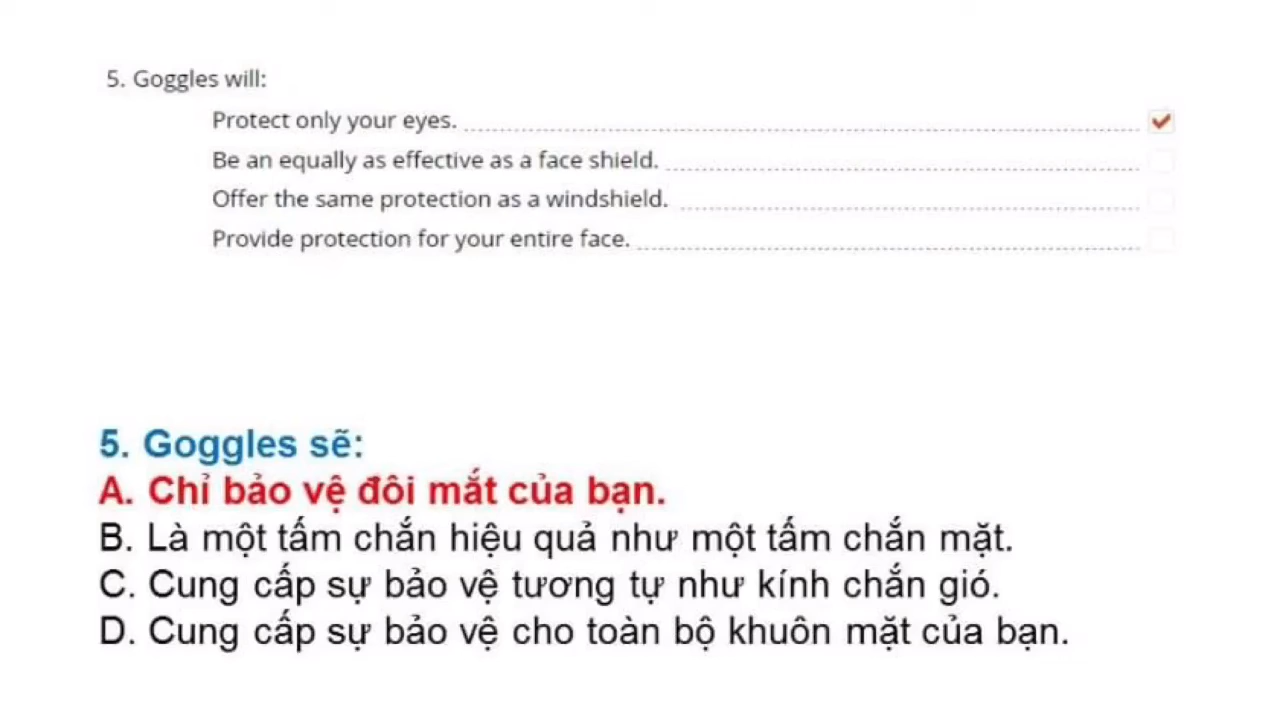 5. Goggles will:
Protect only your eyes.
Be an equally as effective as a face shield.
Offer the same protection as a windshield.
Provide protection for your entire face.
5. Goggles sẽ:
A. Chỉ bảo vệ đôi mắt của bạn.
B. Là một tấm chắn hiệu quả như một tấm chắn mặt.
C. Cung cấp sự bảo vệ tương tự như kính chắn gió.
D. Cung cấp sự bảo vệ cho toàn bộ khuôn mặt của bạn.